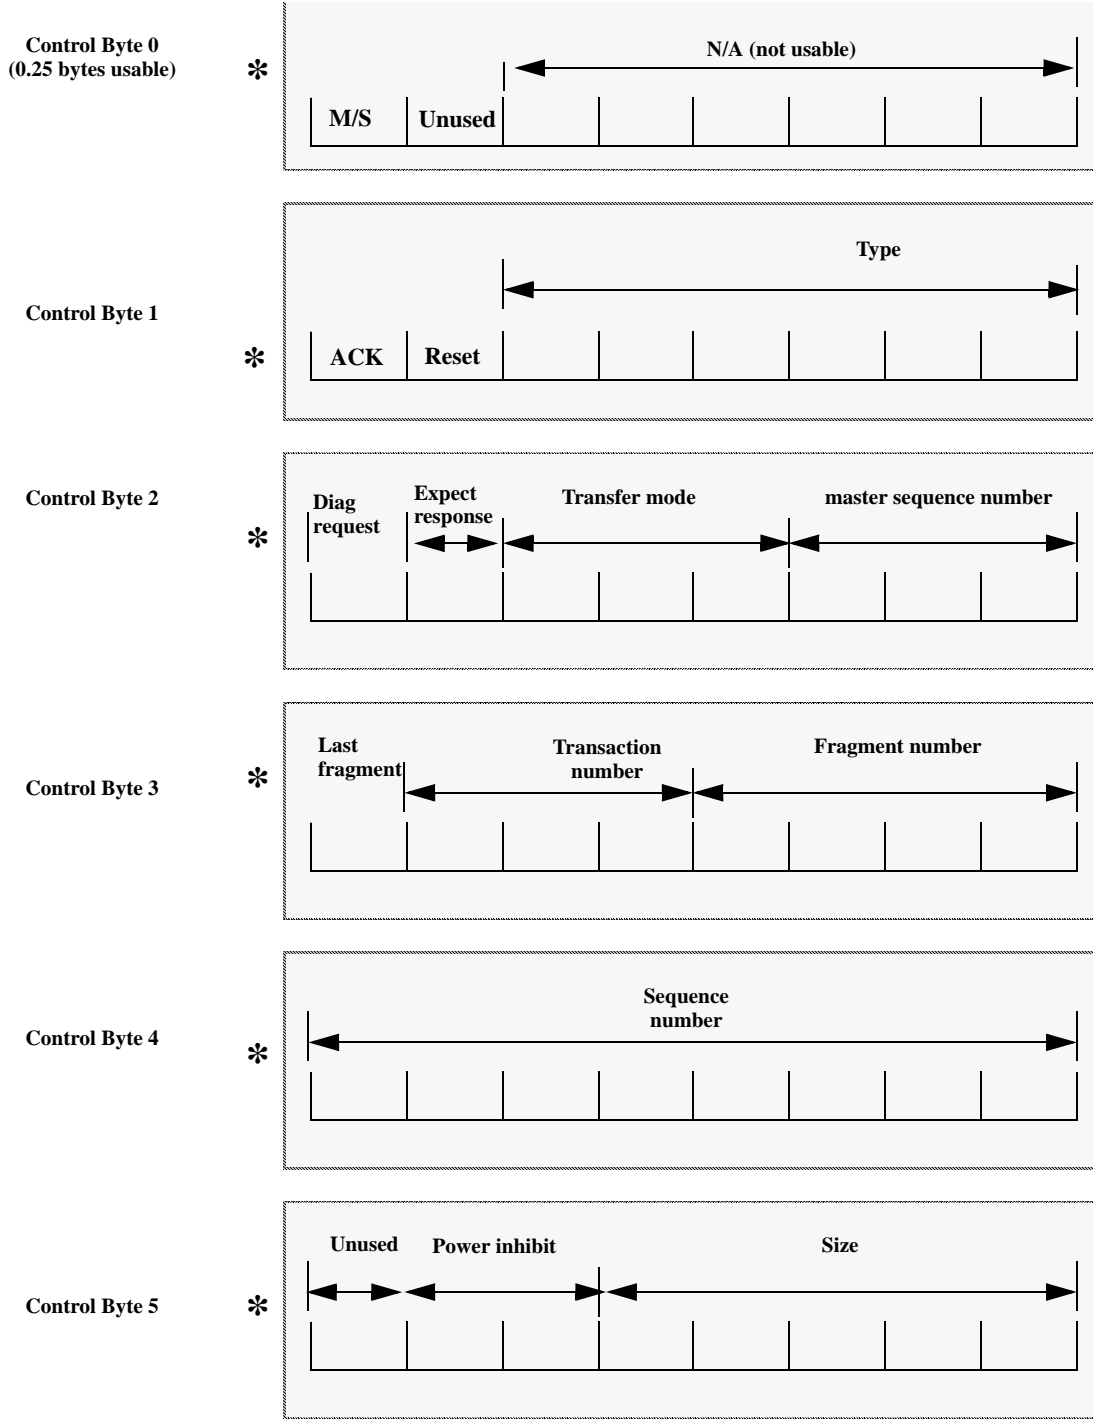 Control Byte 0
(0.25 bytes usable)
*
N/A (not usable)
M/S
Unused
Control Byte 1
*
Type
ACK
Reset
Control Byte 2
*
Diag
request
Expect
response
Transfer mode
master sequence number
Control Byte 3
*
Last
fragment
Transaction
number
Fragment number
Control Byte 4
*
Sequence
number
Control Byte 5
*
Unused
Power inhibit
Size